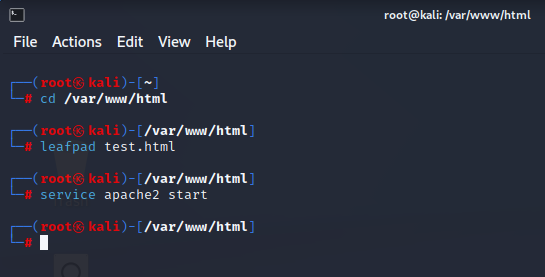 root@kali: /var/www/html
File Actions Edit View Help
┌──(root㉿kali)-[~]
└─# cd /var/www/html
┌──(root㉿kali)-[/var/www/html]
└─# leafpad test.html
┌──(root㉿kali)-[/var/www/html]
└─# service apache2 start
┌──(root㉿kali)-[/var/www/html]
└─#